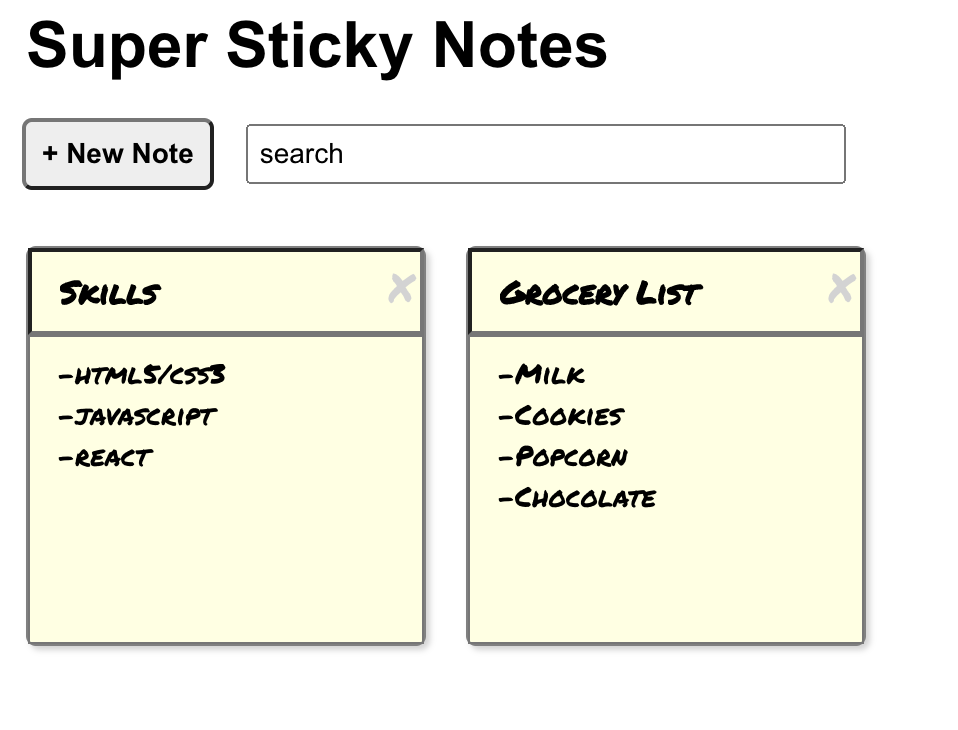 Super Sticky Notes
+ New Note
search
Skills
-html5/css3
-javascript
-react
Grocery List
-Milk
-Cookies
-Popcorn
-Chocolate